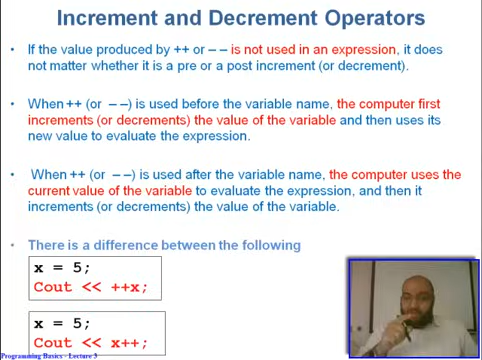 Increment and Decrement Operators
• If the value produced by ++ or – – is not used in an expression, it does
not matter whether it is a pre or a post increment (or decrement).
• When ++ (or – –) is used before the variable name, the computer first
increments (or decrements) the value of the variable and then uses its
new value to evaluate the expression.
• When ++ (or – –) is used after the variable name, the computer uses the
current value of the variable to evaluate the expression, and then it
increments (or decrements) the value of the variable.
• There is a difference between the following
x = 5;
Cout << ++x;
x = 5;
Cout << x++;
Programming Basics - Lecture 3